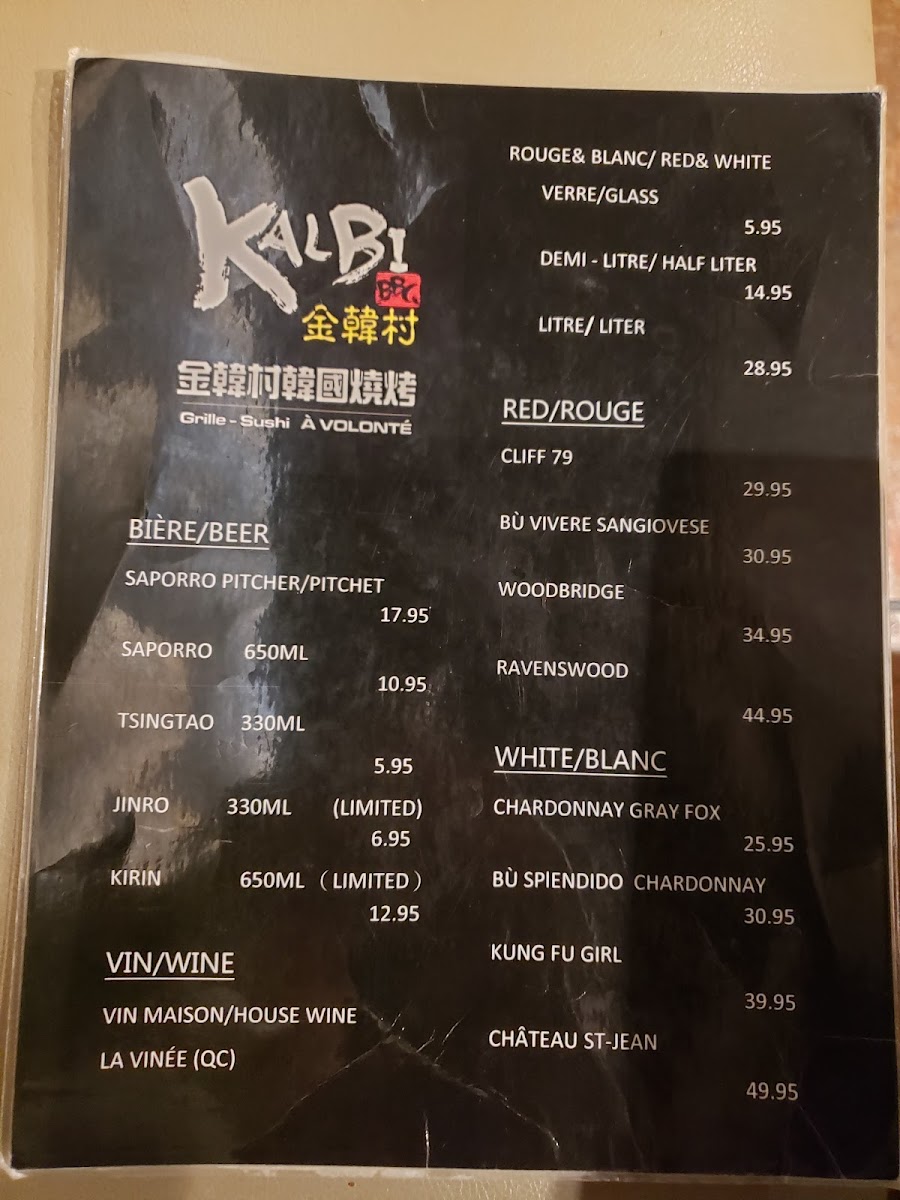 KALBI
BBQ
金韓村
金韓村韓國燒烤
Grille - Sushi À VOLONTÉ
BIÈRE/BEER
SAPORRO PITCHER/PITCHET
17.95
SAPORRO 650ML
10.95
TSINGTAO 330ML
5.95
JINRO 330ML (LIMITED)
6.95
KIRIN 650ML （LIMITED）
12.95
VIN/WINE
VIN MAISON/HOUSE WINE
LA VINÉE (QC)
ROUGE& BLANC/ RED& WHITE
VERRE/GLASS
5.95
DEMI - LITRE/ HALF LITER
14.95
LITRE/ LITER
28.95
RED/ROUGE
CLIFF 79
29.95
BÙ VIVERE SANGIOVESE
30.95
WOODBRIDGE
34.95
RAVENSWOOD
44.95
WHITE/BLANC
CHARDONNAY GRAY FOX
25.95
BÙ SPIENDIDO CHARDONNAY
30.95
KUNG FU GIRL
39.95
CHÂTEAU ST-JEAN
49.95